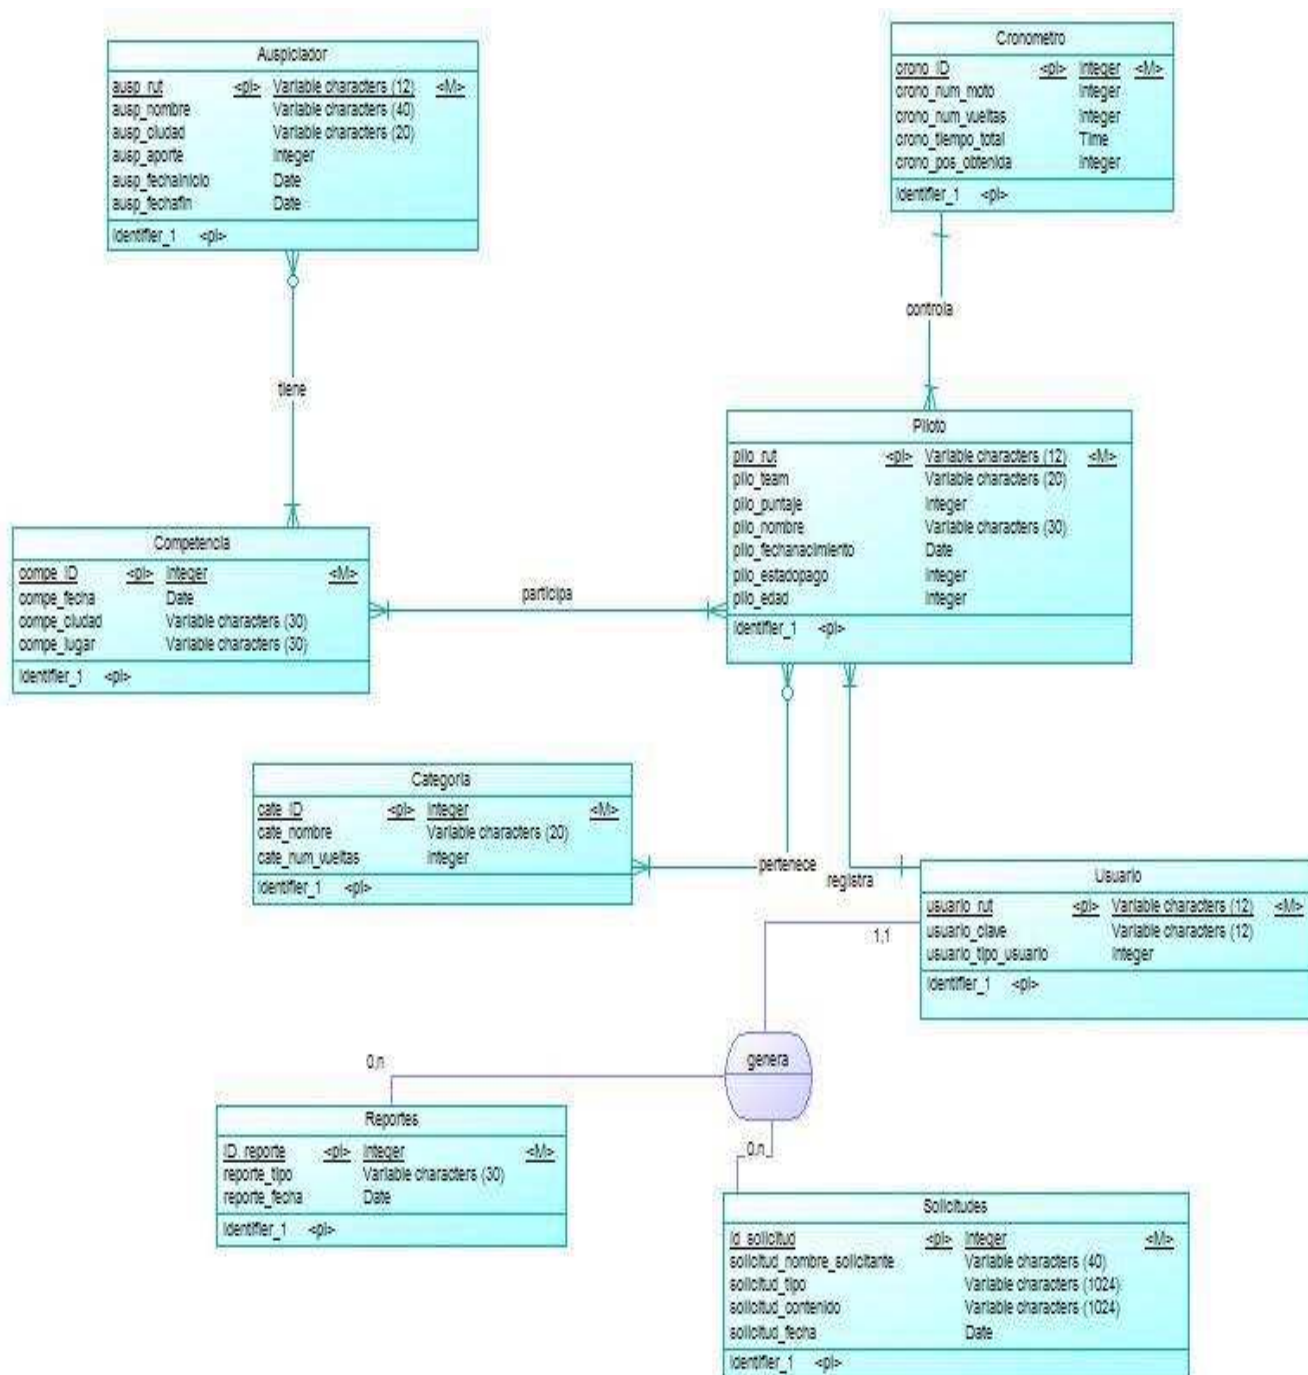 Auspiciador
ausp_rut <pi> Variable characters (12) <M>
ausp_nombre Variable characters (40)
ausp_ciudad Variable characters (20)
ausp_aporte Integer
ausp_fechainicio Date
ausp_fechafin Date
Identifier_1 <pi>
Cronometro
crono_ID <pi> Integer <M>
crono_num_moto Integer
crono_num_vueltas Integer
crono_tiempo_total Time
crono_pos_obtenida Integer
Identifier_1 <pi>
controla
tiene
Piloto
pilo_rut <pi> Variable characters (12) <M>
pilo_team Variable characters (20)
pilo_puntaje Integer
pilo_nombre Variable characters (30)
pilo_fechanacimiento Date
pilo_estadopago Integer
pilo_edad Integer
Identifier_1 <pi>
Competencia
compe_ID <pi> Integer <M>
compe_fecha Date
compe_ciudad Variable characters (30)
compe_lugar Variable characters (30)
Identifier_1 <pi>
participa
Categoria
cate_ID <pi> Integer <M>
cate_nombre Variable characters (20)
cate_num_vueltas Integer
Identifier_1 <pi>
pertenece
registra
Usuario
usuario_rut <pi> Variable characters (12) <M>
usuario_clave Variable characters (12)
usuario_tipo_usuario Integer
Identifier_1 <pi>
1,1
genera
0,n
Reportes
ID_reporte <pi> Integer <M>
reporte_tipo Variable characters (30)
reporte_fecha Date
Identifier_1 <pi>
0,n
Solicitudes
id_solicitud <pi> Integer <M>
solicitud_nombre_solicitante Variable characters (40)
solicitud_tipo Variable characters (1024)
solicitud_contenido Variable characters (1024)
solicitud_fecha Date
Identifier_1 <pi>